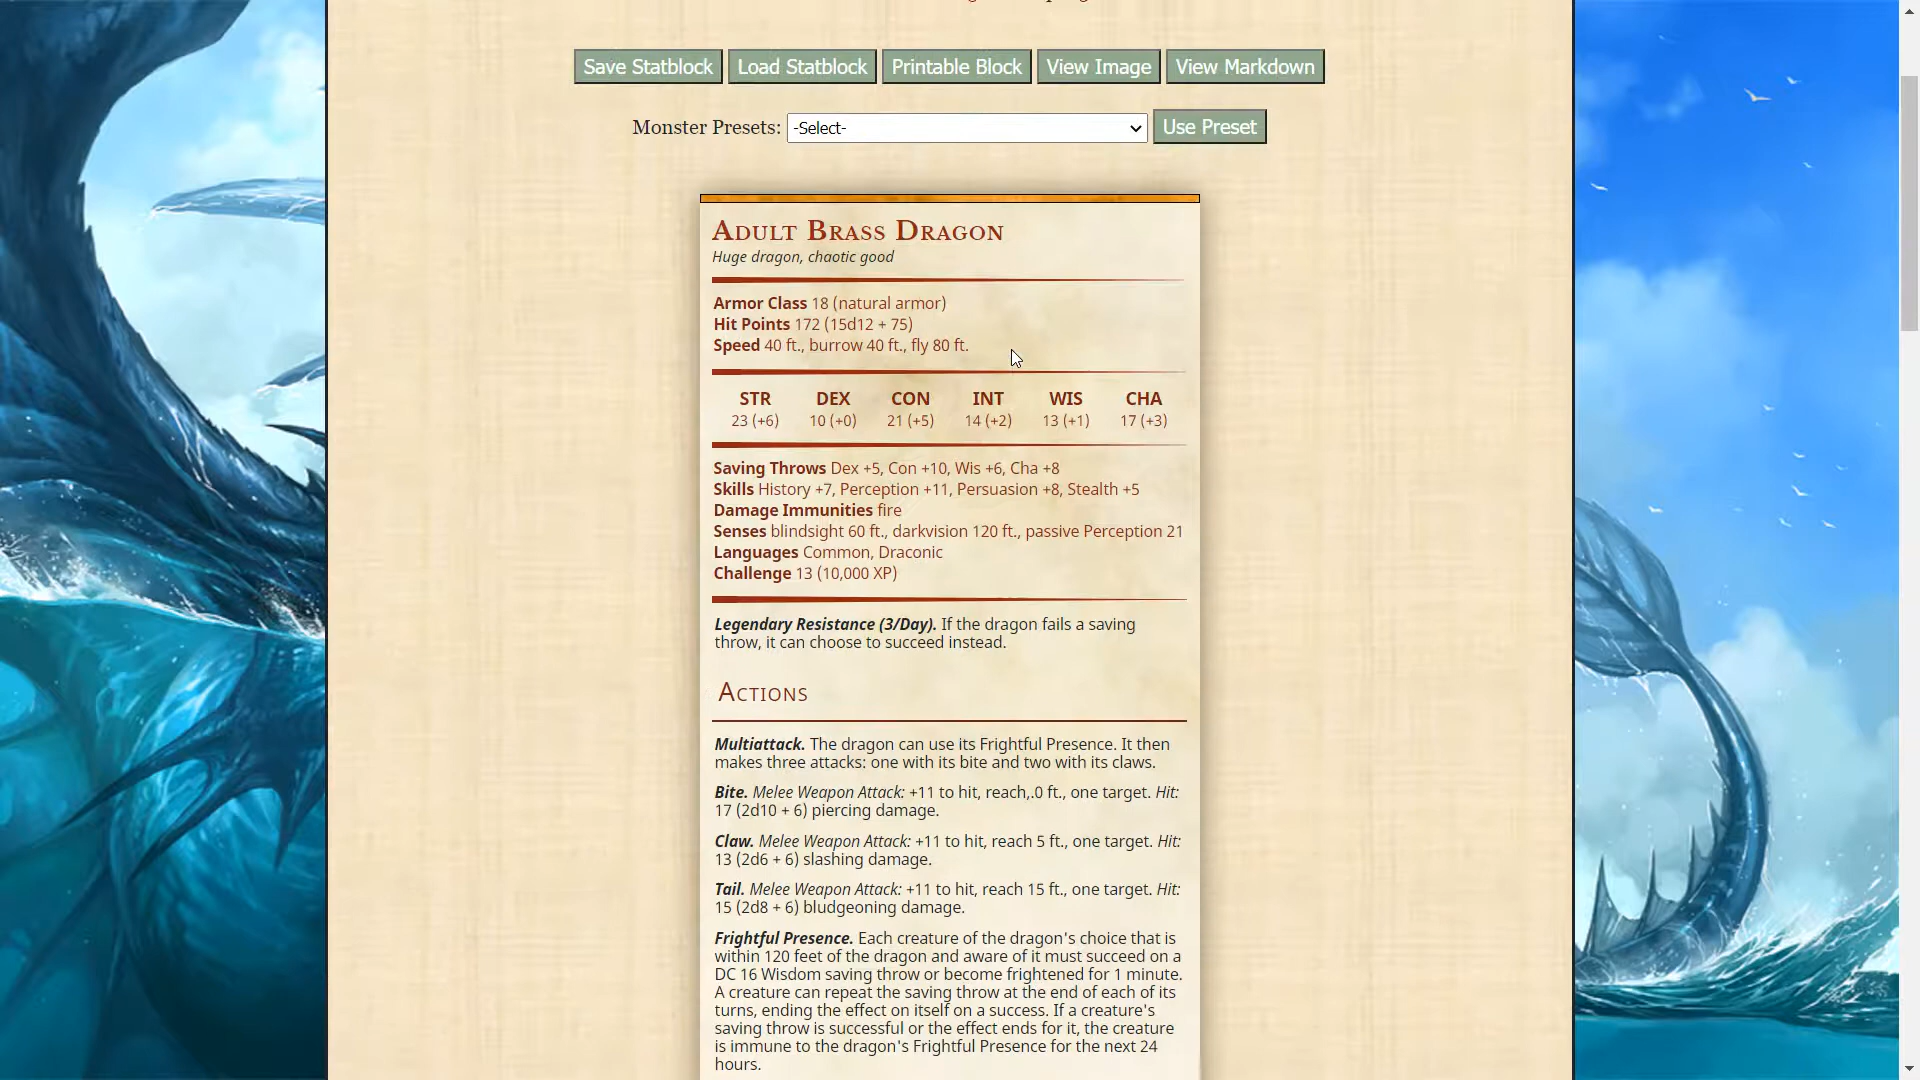 Save Statblock Load Statblock Printable Block View Image View Markdown
Monster Presets: -Select- Use Preset
Adult Brass Dragon
Huge dragon, chaotic good
Armor Class 18 (natural armor)
Hit Points 172 (15d12 + 75)
Speed 40 ft., burrow 40 ft., fly 80 ft.
STR DEX CON INT WIS CHA
23 (+6) 10 (+0) 21 (+5) 14 (+2) 13 (+1) 17 (+3)
Saving Throws Dex +5, Con +10, Wis +6, Cha +8
Skills History +7, Perception +11, Persuasion +8, Stealth +5
Damage Immunities fire
Senses blindsight 60 ft., darkvision 120 ft., passive Perception 21
Languages Common, Draconic
Challenge 13 (10,000 XP)
Legendary Resistance (3/Day). If the dragon fails a saving
throw, it can choose to succeed instead.
Actions
Multiattack. The dragon can use its Frightful Presence. It then
makes three attacks: one with its bite and two with its claws.
Bite. Melee Weapon Attack: +11 to hit, reach,.0 ft., one target. Hit:
17 (2d10 + 6) piercing damage.
Claw. Melee Weapon Attack: +11 to hit, reach 5 ft., one target. Hit:
13 (2d6 + 6) slashing damage.
Tail. Melee Weapon Attack: +11 to hit, reach 15 ft., one target. Hit:
15 (2d8 + 6) bludgeoning damage.
Frightful Presence. Each creature of the dragon's choice that is
within 120 feet of the dragon and aware of it must succeed on a
DC 16 Wisdom saving throw or become frightened for 1 minute.
A creature can repeat the saving throw at the end of each of its
turns, ending the effect on itself on a success. If a creature's
saving throw is successful or the effect ends for it, the creature
is immune to the dragon's Frightful Presence for the next 24
hours.